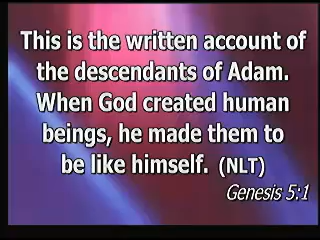 This is the written account of
the descendants of Adam.
When God created human
beings, he made them to
be like himself. (NLT)
Genesis 5:1